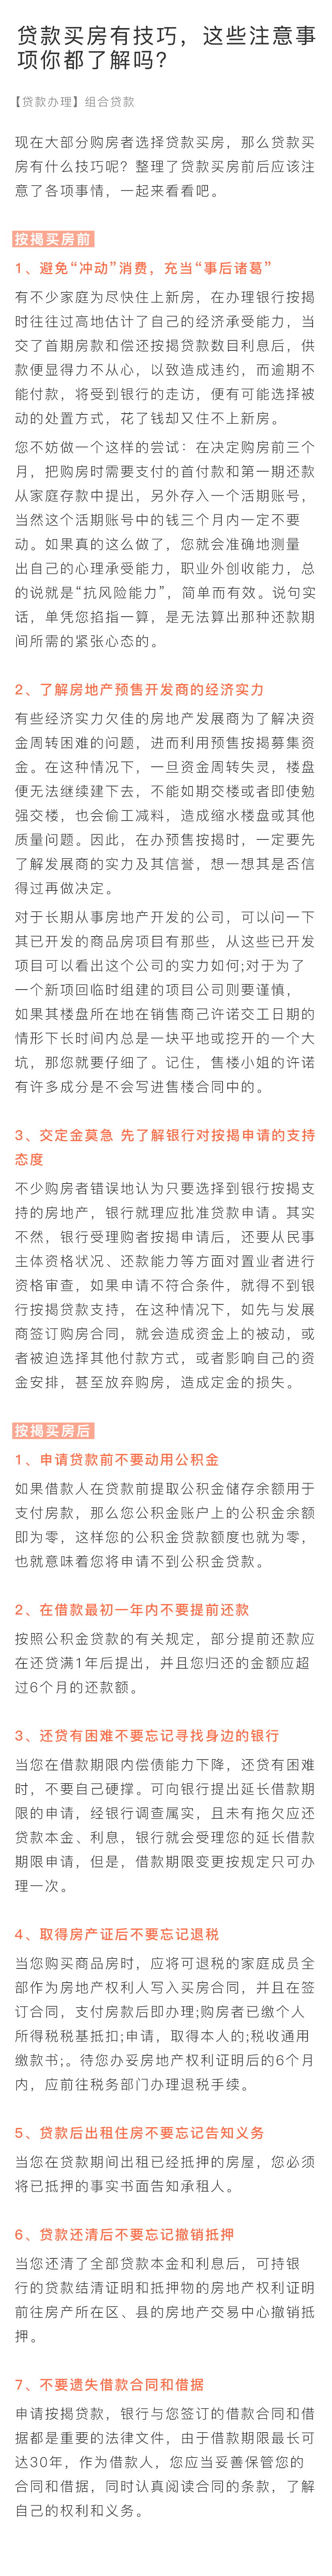 贷款买房有技巧，这些注意事
项你都了解吗？
【贷款办理】组合贷款
现在大部分购房者选择贷款买房，那么贷款买
房有什么技巧呢？整理了贷款买房前后应该注
意了各项事情，一起来看看吧。
按揭买房前
1、避免“冲动”消费，充当“事后诸葛”
有不少家庭为尽快住上新房，在办理银行按揭
时往往过高地估计了自己的经济承受能力，当
交了首期房款和偿还按揭贷款数目利息后，供
款便显得力不从心，以致造成违约，而逾期不
能付款，将受到银行的走访，便有可能选择被
动的处置方式，花了钱却又住不上新房。
您不妨做一个这样的尝试：在决定购房前三个
月，把购房时需要支付的首付款和第一期还款
从家庭存款中提出，另外存入一个活期账号，
当然这个活期账号中的钱三个月内一定不要
动。如果真的这么做了，您就会准确地测量
出自己的心理承受能力，职业外创收能力，总
的说就是“抗风险能力”，简单而有效。说句实
话，单凭您掐指一算，是无法算出那种还款期
间所需的紧张心态的。
2、了解房地产预售开发商的经济实力
有些经济实力欠佳的房地产发展商为了解决资
金周转困难的问题，进而利用预售按揭募集资
金。在这种情况下，一旦资金周转失灵，楼盘
便无法继续建下去，不能如期交楼或者即使勉
强交楼，也会偷工减料，造成缩水楼盘或其他
质量问题。因此，在办预售按揭时，一定要先
了解发展商的实力及其信誉，想一想其是否信
得过再做决定。
对于长期从事房地产开发的公司，可以问一下
其已开发的商品房项目有那些，从这些已开发
项目可以看出这个公司的实力如何;对于为了
一个新项回临时组建的项目公司则要谨慎，
如果其楼盘所在地在销售商己许诺交工日期的
情形下长时间内总是一块平地或挖开的一个大
坑，那您就要仔细了。记住，售楼小姐的许诺
有许多成分是不会写进售楼合同中的。
3、交定金莫急 先了解银行对按揭申请的支持
态度
不少购房者错误地认为只要选择到银行按揭支
持的房地产，银行就理应批准贷款申请。其实
不然，银行受理购者按揭申请后，还要从民事
主体资格状况、还款能力等方面对置业者进行
资格审查，如果申请不符合条件，就得不到银
行按揭贷款支持，在这种情况下，如先与发展
商签订购房合同，就会造成资金上的被动，或
者被迫选择其他付款方式，或者影响自己的资
金安排，甚至放弃购房，造成定金的损失。
按揭买房后
1、申请贷款前不要动用公积金
如果借款人在贷款前提取公积金储存余额用于
支付房款，那么您公积金账户上的公积金余额
即为零，这样您的公积金贷款额度也就为零，
也就意味着您将申请不到公积金贷款。
2、在借款最初一年内不要提前还款
按照公积金贷款的有关规定，部分提前还款应
在还贷满1年后提出，并且您归还的金额应超
过6个月的还款额。
3、还贷有困难不要忘记寻找身边的银行
当您在借款期限内偿债能力下降，还贷有困难
时，不要自己硬撑。可向银行提出延长借款期
限的申请，经银行调查属实，且未有拖欠应还
贷款本金、利息，银行就会受理您的延长借款
期限申请，但是，借款期限变更按规定只可办
理一次。
4、取得房产证后不要忘记退税
当您购买商品房时，应将可退税的家庭成员全
部作为房地产权利人写入买房合同，并且在签
订合同，支付房款后即办理;购房者已缴个人
所得税税基抵扣;申请，取得本人的;税收通用
缴款书;。待您办妥房地产权利证明后的6个月
内，应前往税务部门办理退税手续。
5、贷款后出租住房不要忘记告知义务
当您在贷款期间出租已经抵押的房屋，您必须
将已抵押的事实书面告知承租人。
6、贷款还清后不要忘记撤销抵押
当您还清了全部贷款本金和利息后，可持银
行的贷款结清证明和抵押物的房地产权利证明
前往房产所在区、县的房地产交易中心撤销抵
押。
7、不要遗失借款合同和借据
申请按揭贷款，银行与您签订的借款合同和借
据都是重要的法律文件，由于借款期限最长可
达30年，作为借款人，您应当妥善保管您的
合同和借据，同时认真阅读合同的条款，了解
自己的权利和义务。